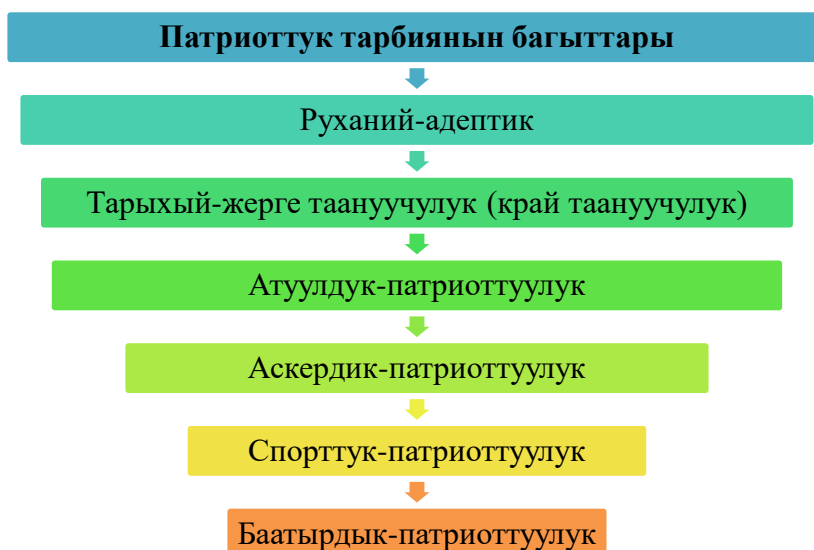 Патриоттук тарбиянын багыттары
Руханий-адептик
Тарыхый-жерге таануучулук (край таануучулук)
Атуулдук-патриоттуулук
Аскердик-патриоттуулук
Спорттук-патриоттуулук
Баатырдык-патриоттуулук